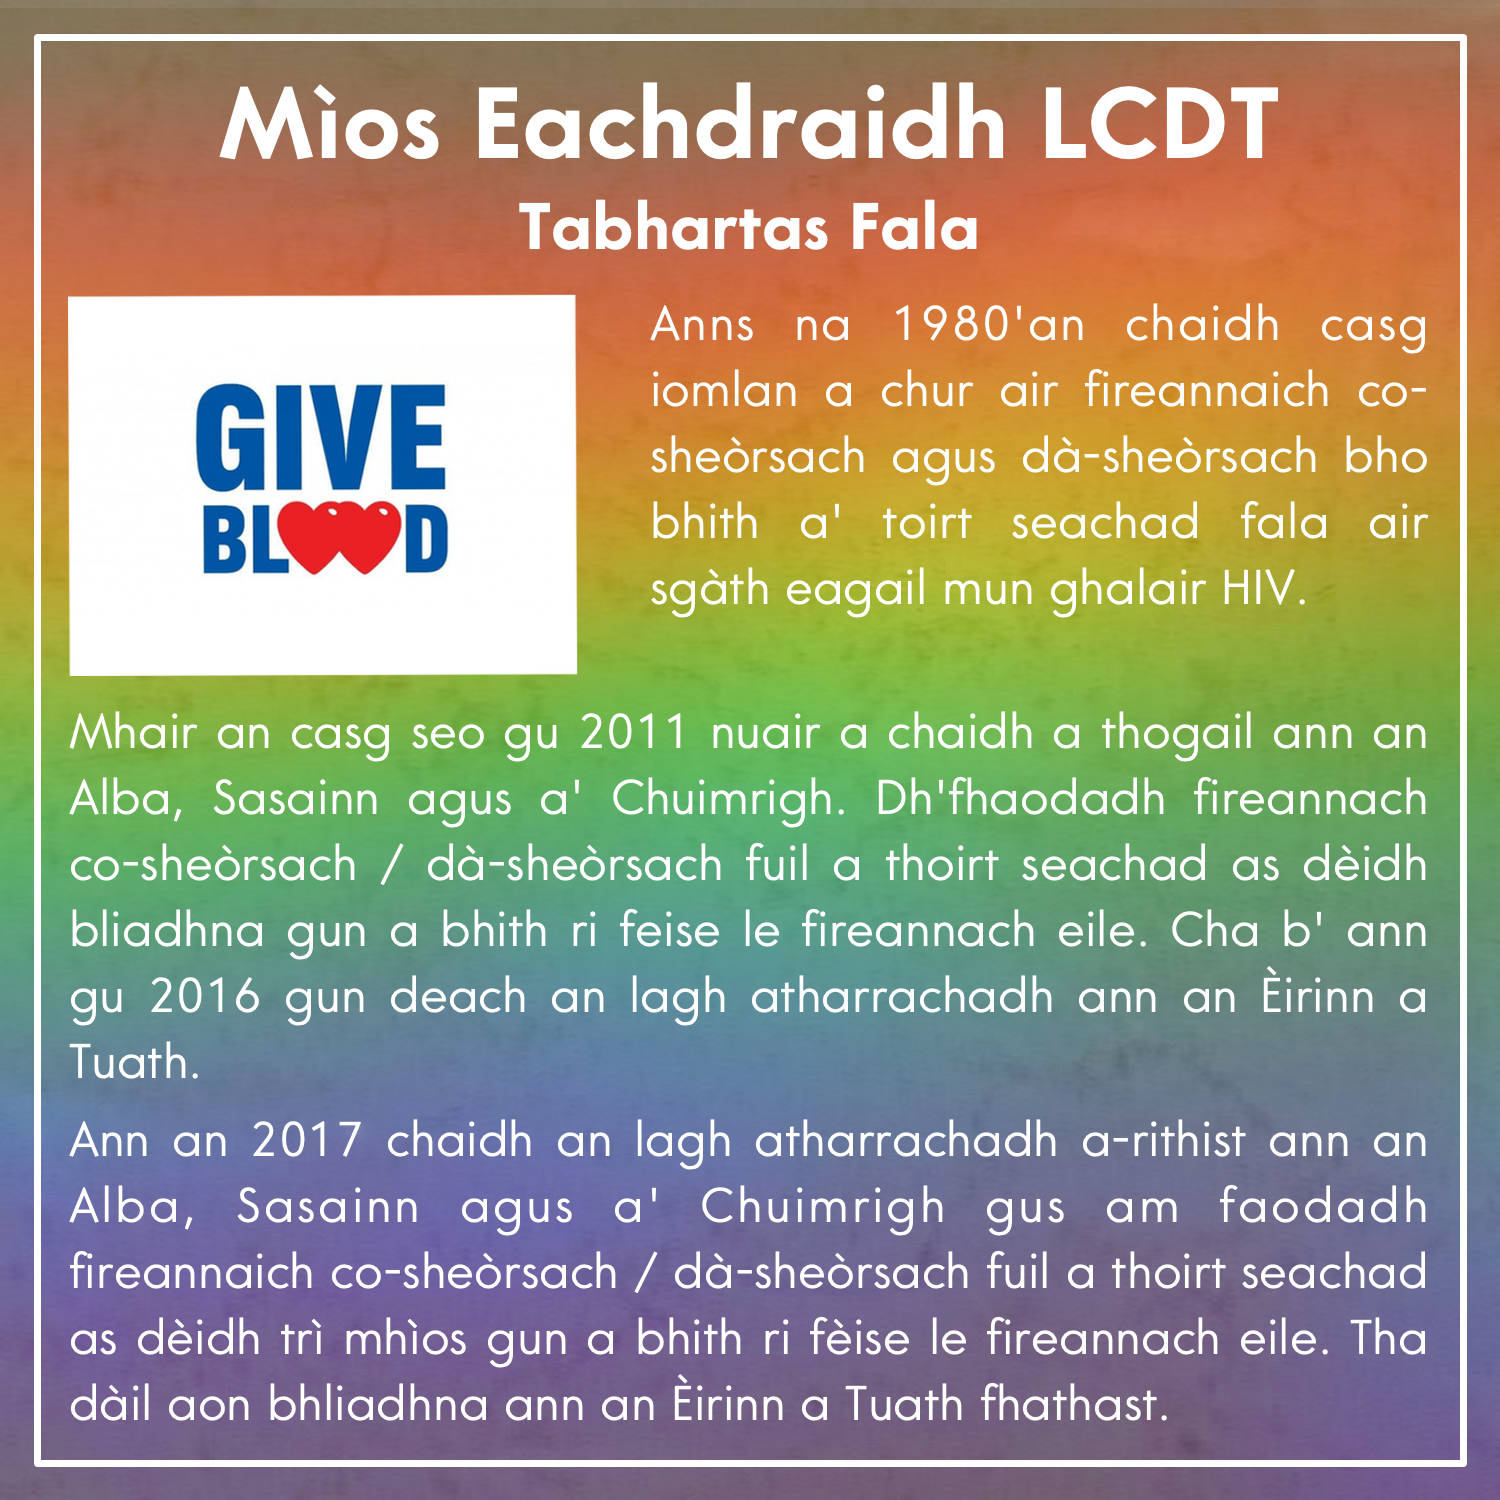 Mìos Eachdraidh LCDT
Tabhartas Fala
GIVE
BLOOD
Anns na 1980'an chaidh casg
iomlan a chur air fireannaich co-
sheòrsach agus dà-sheòrsach bho
bhith a' toirt seachad fala air
sgàth eagail mun ghalair HIV.
Mhair an casg seo gu 2011 nuair a chaidh a thogail ann an
Alba, Sasainn agus a' Chuimrigh. Dh'fhaodadh fireannach
co-sheòrsach / dà-sheòrsach fuil a thoirt seachad as dèidh
bliadhna gun a bhith ri feise le fireannach eile. Cha b' ann
gu 2016 gun deach an lagh atharrachadh ann an Èirinn a
Tuath.
Ann an 2017 chaidh an lagh atharrachadh a-rithist ann an
Alba, Sasainn agus a' Chuimrigh gus am faodadh
fireannaich co-sheòrsach / dà-sheòrsach fuil a thoirt seachad
as dèidh trì mhìos gun a bhith ri fèise le fireannach eile. Tha
dàil aon bhliadhna ann an Èirinn a Tuath fhathast.